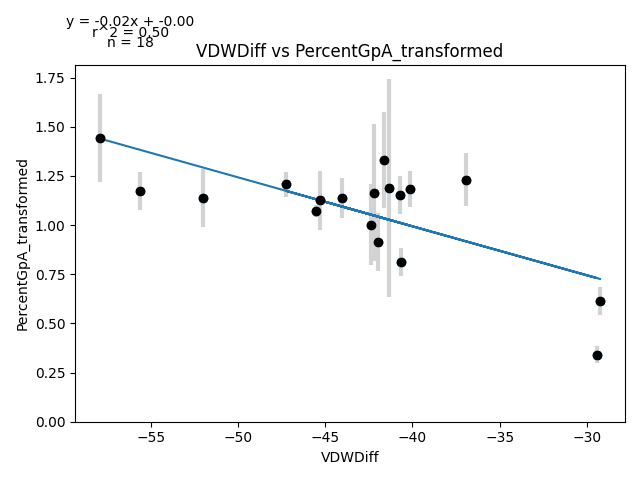 y = -0.02x + -0.00
r^2 = 0.50
n = 18
VDWDiff vs PercentGpA_transformed
1.75
1.50
1.25
1.00
0.75
0.50
0.25
0.00
PercentGpA_transformed
−55
−50
−45
−40
−35
−30
VDWDiff